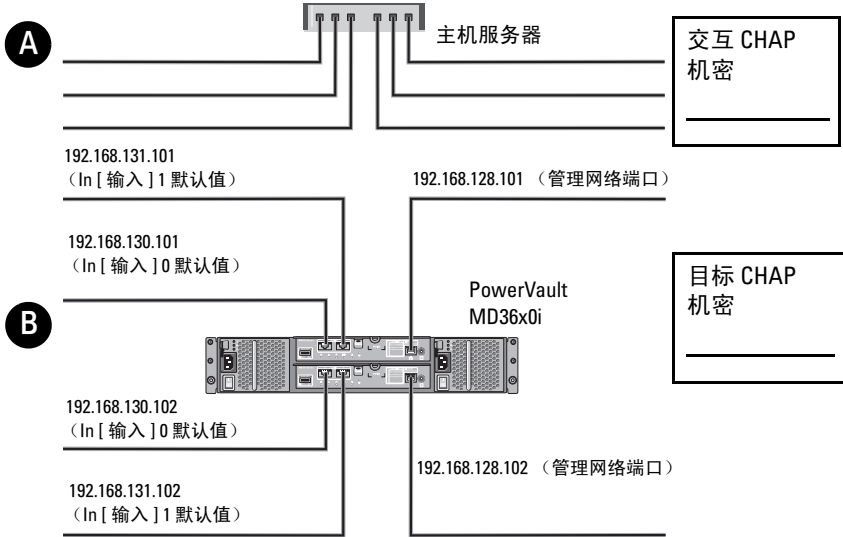 A
主机服务器
交互 CHAP
机密
192.168.131.101
（In [ 输入 ] 1 默认值）
192.168.128.101 （管理网络端口）
192.168.130.101
（In [ 输入 ] 0 默认值）
目标 CHAP
机密
PowerVault
MD36x0i
B
192.168.130.102
（In [ 输入 ] 0 默认值）
192.168.128.102 （管理网络端口）
192.168.131.102
（In [ 输入 ] 1 默认值）